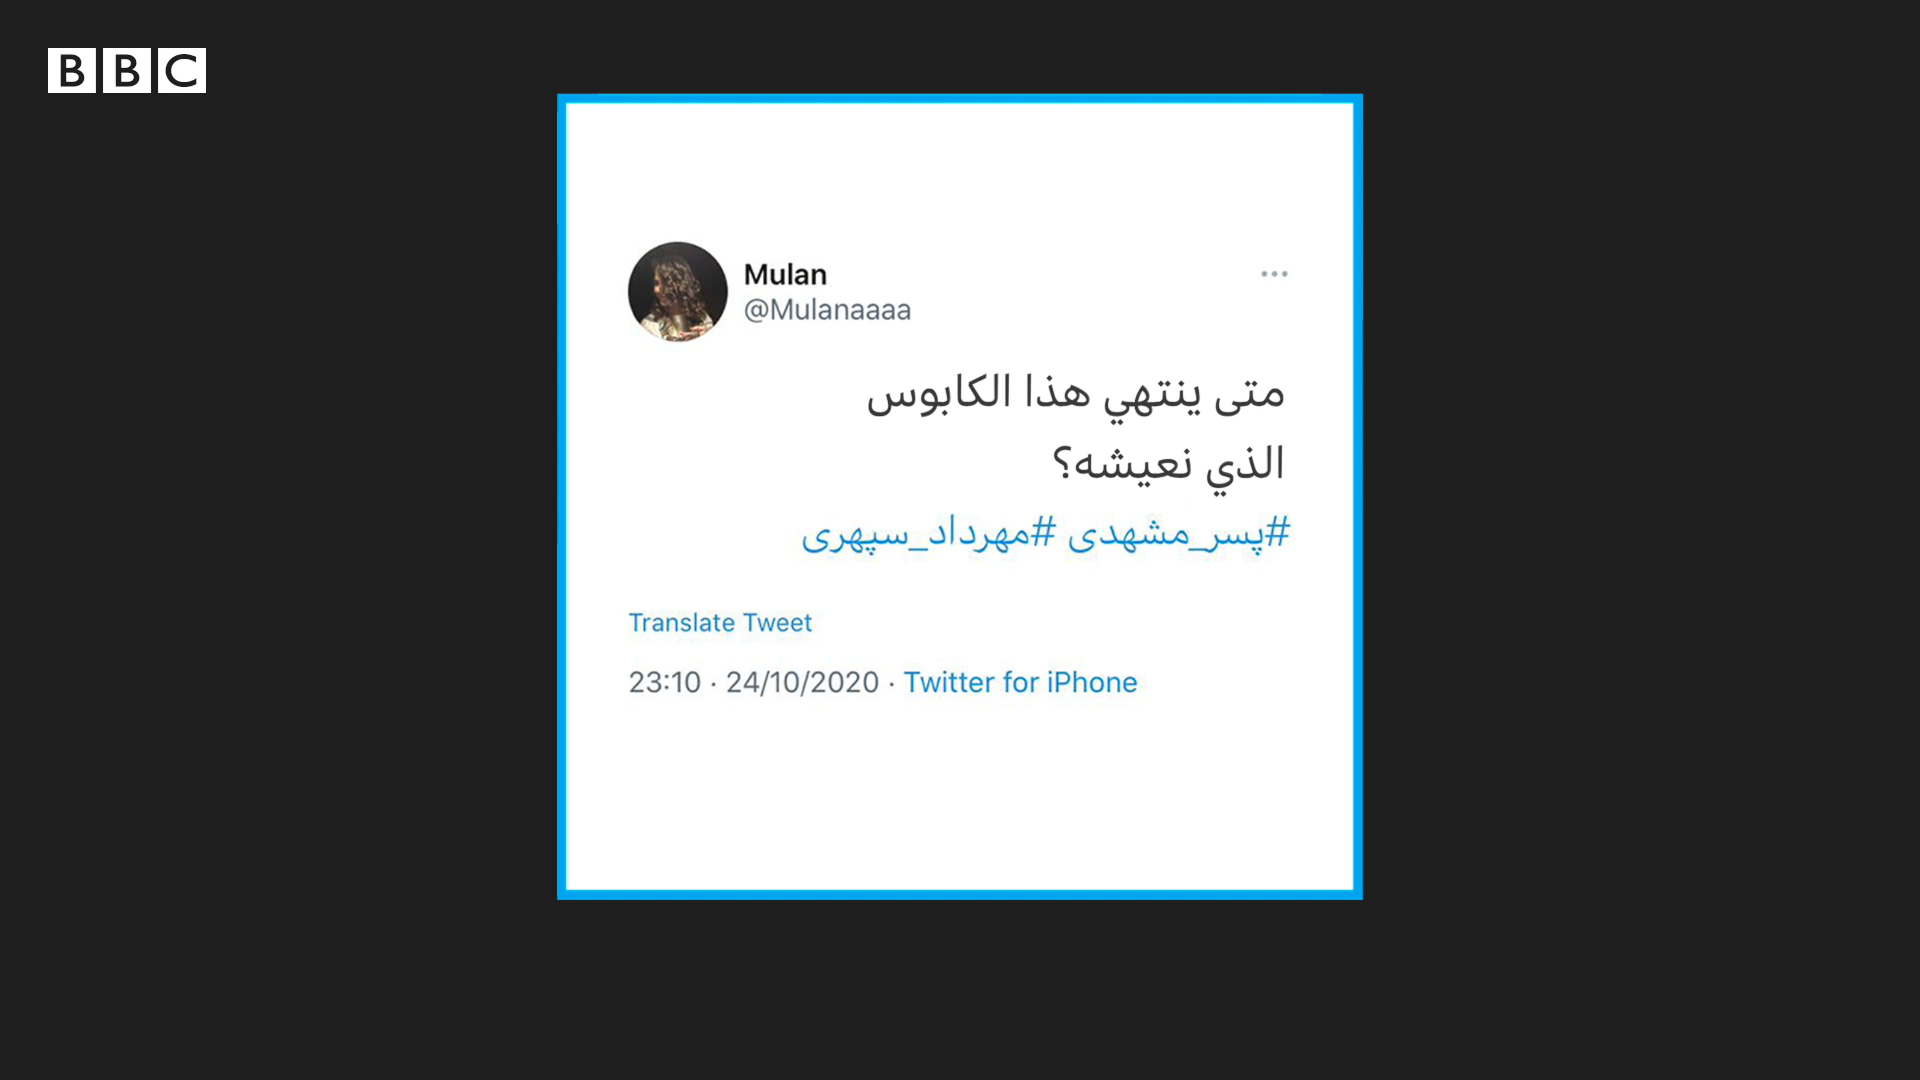 BBC
Mulan
@Mulanaaaa
متى ينتهي هذا الكابوس
الذي نعيشه؟
#پسر_مشهدی #مهرداد_سپهری
Translate Tweet
23:10 · 24/10/2020 · Twitter for iPhone